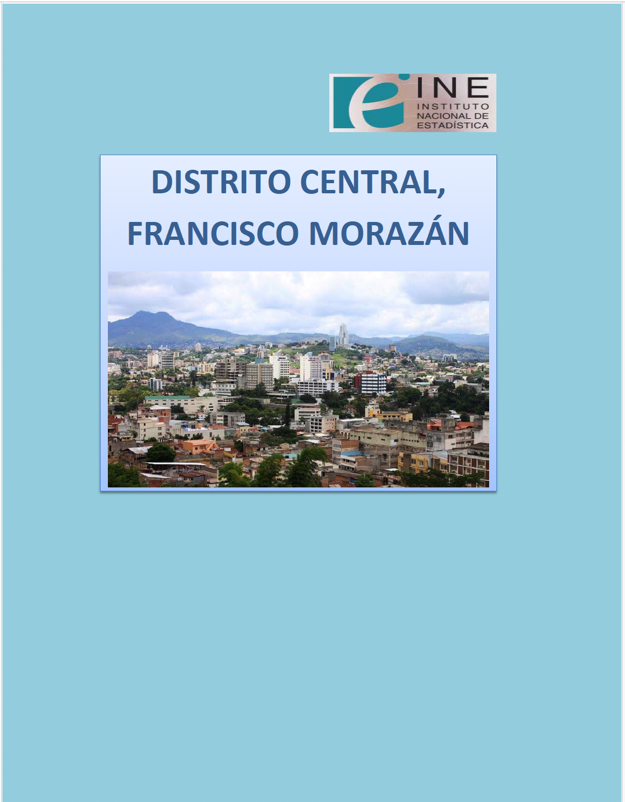 INE
INSTITUTO
NACIONAL DE
ESTADÍSTICA
DISTRITO CENTRAL,
FRANCISCO MORAZÁN